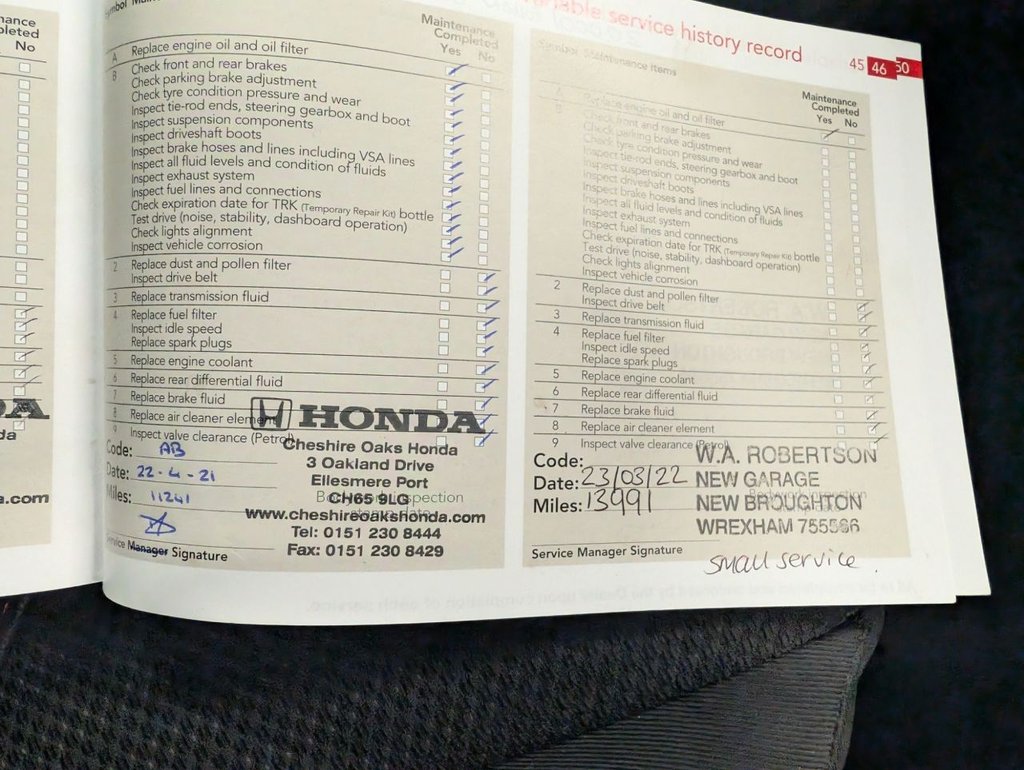 nance
pleted
No
DA
da
s.com
Maintenance
Completed
Yes No
A Replace engine oil and oil filter
B Check front and rear brakes
Check parking brake adjustment
Check tyre condition pressure and wear
Inspect tie-rod ends, steering gearbox and boot
Inspect suspension components
Inspect driveshaft boots
Inspect brake hoses and lines including VSA lines
Inspect all fluid levels and condition of fluids
Inspect exhaust system
Inspect fuel lines and connections
Check expiration date for TRK (Temporary Repair Kit) bottle
Test drive (noise, stability, dashboard operation)
Check lights alignment
Inspect vehicle corrosion
2 Replace dust and pollen filter
Inspect drive belt
3 Replace transmission fluid
4 Replace fuel filter
Inspect idle speed
Replace spark plugs
5 Replace engine coolant
6 Replace rear differential fluid
7 Replace brake fluid
8 Replace air cleaner element
9 Inspect valve clearance (Petrol)
HONDA
Cheshire Oaks Honda
3 Oakland Drive
Ellesmere Port
CH65 9LG
www.cheshireoakshonda.com
Tel: 0151 230 8444
Fax: 0151 230 8429
Code: AB
Date: 22-4-21
Miles: 11241
Service Manager Signature
service history record
45 46 50
Symbol Maintenance Items
Maintenance
Completed
Yes No
A Replace engine oil and oil filter
B Check front and rear brakes
Check parking brake adjustment
Check tyre condition pressure and wear
Inspect tie-rod ends, steering gearbox and boot
Inspect suspension components
Inspect driveshaft boots
Inspect brake hoses and lines including VSA lines
Inspect all fluid levels and condition of fluids
Inspect exhaust system
Inspect fuel lines and connections
Check expiration date for TRK (Temporary Repair Kit) bottle
Test drive (noise, stability, dashboard operation)
Check lights alignment
Inspect vehicle corrosion
2 Replace dust and pollen filter
Inspect drive belt
3 Replace transmission fluid
4 Replace fuel filter
Inspect idle speed
Replace spark plugs
5 Replace engine coolant
6 Replace rear differential fluid
7 Replace brake fluid
8 Replace air cleaner element
9 Inspect valve clearance (Petrol)
Code:
Date: 23/03/22
Miles: 13991
W.A. ROBERTSON
NEW GARAGE
NEW BROUGHTON
WREXHAM 755566
Service Manager Signature
small service.